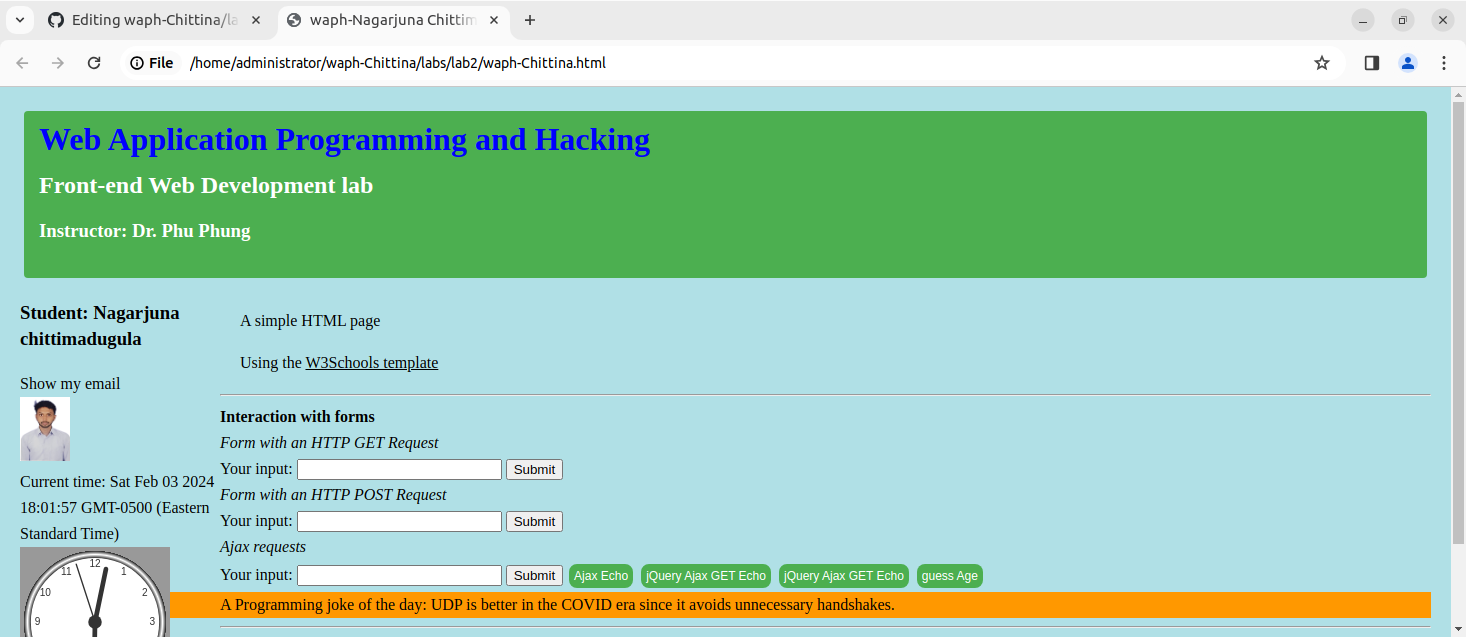 Editing waph-Chittina/la
waph-Nagarjuna Chittim
File /home/administrator/waph-Chittina/labs/lab2/waph-Chittina.html
Web Application Programming and Hacking
Front-end Web Development lab
Instructor: Dr. Phu Phung
Student: Nagarjuna
chittimadugula
Show my email
Current time: Sat Feb 03 2024
18:01:57 GMT-0500 (Eastern
Standard Time)
12
11 1
10 2
9 3
A simple HTML page
Using the W3Schools template
Interaction with forms
Form with an HTTP GET Request
Your input: Submit
Form with an HTTP POST Request
Your input: Submit
Ajax requests
Your input: Submit Ajax Echo jQuery Ajax GET Echo jQuery Ajax GET Echo guess Age
A Programming joke of the day: UDP is better in the COVID era since it avoids unnecessary handshakes.